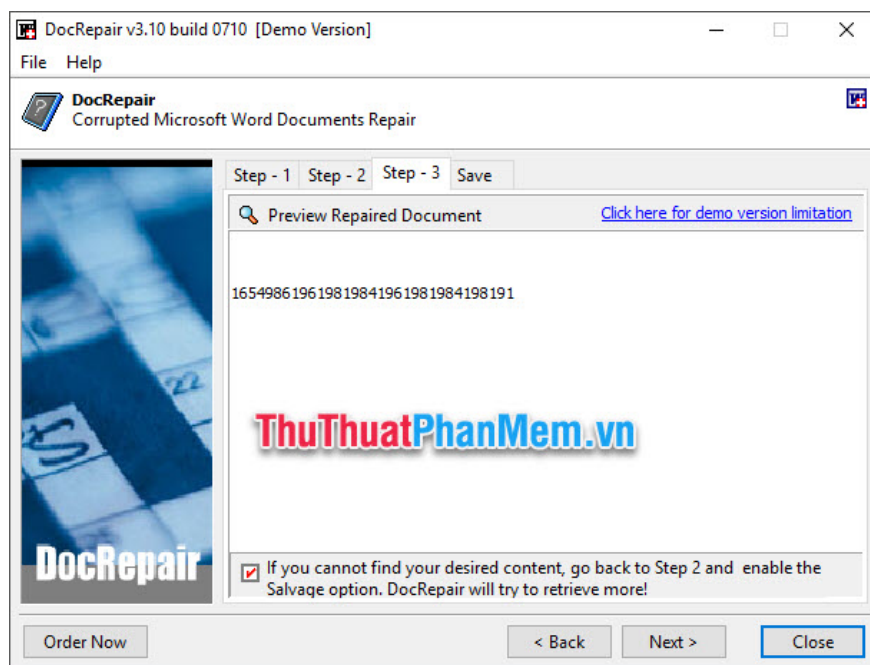 DocRepair v3.10 build 0710 [Demo Version]
File Help
DocRepair
Corrupted Microsoft Word Documents Repair
Step - 1 Step - 2 Step - 3 Save
Preview Repaired Document Click here for demo version limitation
16549861961981984196198198419​8191
ThuThuatPhanMem.vn
22
DocRepair
If you cannot find your desired content, go back to Step 2 and enable the
Salvage option. DocRepair will try to retrieve more!
Order Now < Back Next > Close